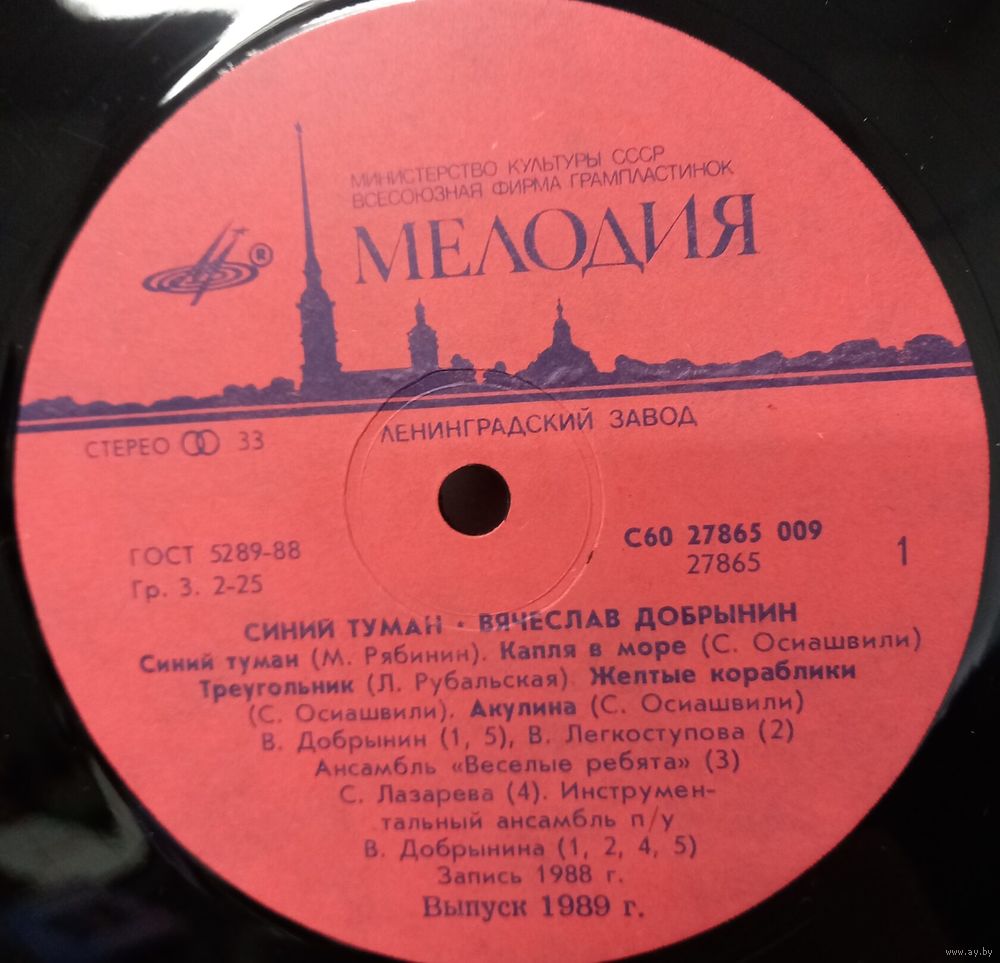 МИНИСТЕРСТВО КУЛЬТУРЫ СССР
ВСЕСОЮЗНАЯ ФИРМА ГРАМПЛАСТИНОК
МЕЛОДИЯ
®
ЛЕНИНГРАДСКИЙ ЗАВОД
СТЕРЕО 33
ГОСТ 5289-88
Гр. 3. 2-25
С60 27865 009
27865
1
СИНИЙ ТУМАН · ВЯЧЕСЛАВ ДОБРЫНИН
Синий туман (М. Рябинин). Капля в море (С. Осиашвили)
Треугольник (Л. Рубальская). Желтые кораблики
(С. Осиашвили). Акулина (С. Осиашвили)
В. Добрынин (1, 5), В. Легкоступова (2)
Ансамбль «Веселые ребята» (3)
С. Лазарева (4). Инструмен-
тальный ансамбль п/у
В. Добрынина (1, 2, 4, 5)
Запись 1988 г.
Выпуск 1989 г.
www.ay.by